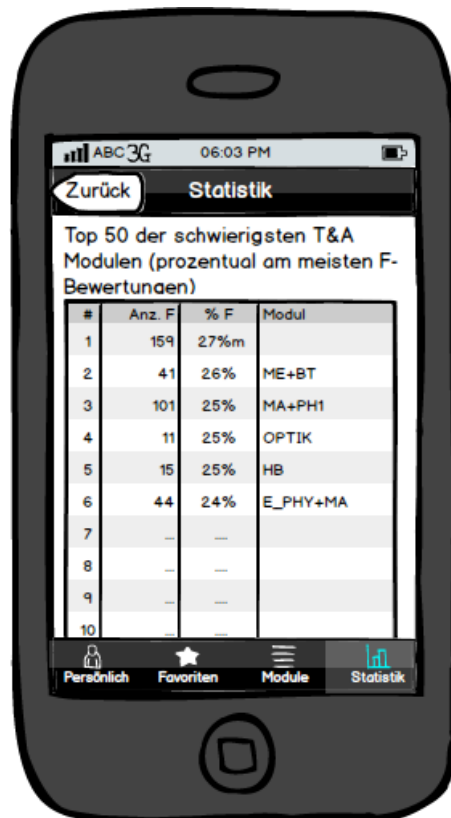 ABC 3G 06:03 PM
Zurück Statistik
Top 50 der schwierigsten T&A
Modulen (prozentual am meisten F-
Bewertungen)
# Anz. F % F Modul
1 159 27%m
2 41 26% ME+BT
3 101 25% MA+PH1
4 11 25% OPTIK
5 15 25% HB
6 44 24% E_PHY+MA
7 ... ...
8 ... ...
9 ... ...
10 ... ...
Persönlich Favoriten Module Statistik